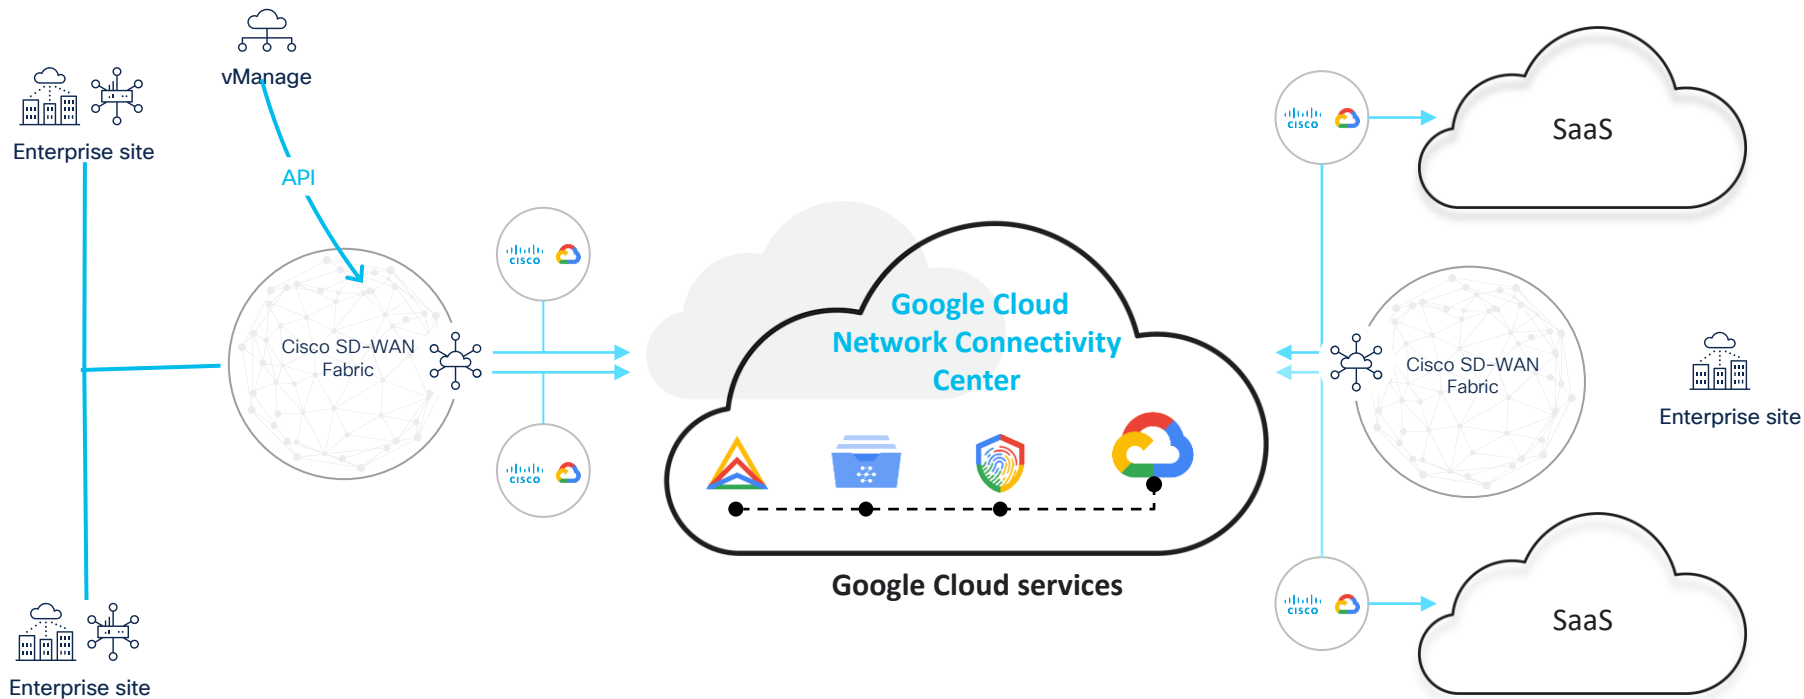 vManage
Enterprise site
API
Cisco SD-WAN
Fabric
Enterprise site
CISCO
CISCO
Google Cloud
Network Connectivity
Center
Google Cloud services
CISCO
SaaS
Cisco SD-WAN
Fabric
Enterprise site
CISCO
SaaS